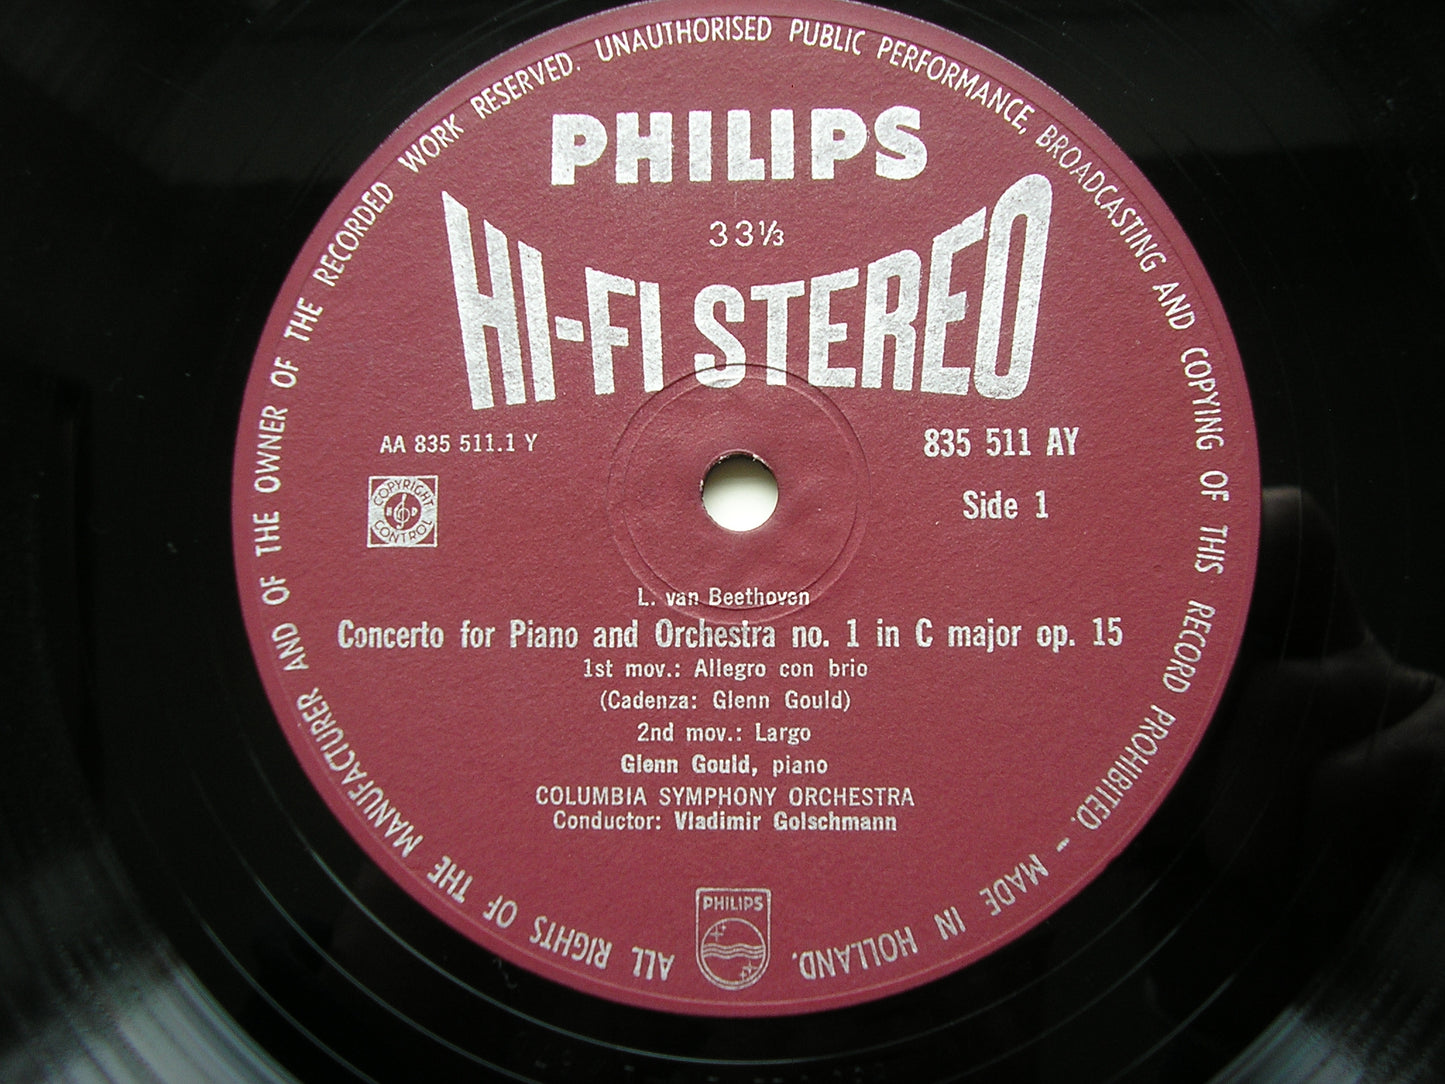 ALL RIGHTS OF THE MANUFACTURER AND OF THE OWNER OF THE RECORDED WORK RESERVED. UNAUTHORISED PUBLIC PERFORMANCE, BROADCASTING AND COPYING OF THIS RECORD PROHIBITED. - MADE IN HOLLAND.
PHILIPS
33⅓
HI-FI STEREO
AA 835 511.1 Y
835 511 AY
COPYRIGHT
H D
CONTROL
Side 1
L. van Beethoven
Concerto for Piano and Orchestra no. 1 in C major op. 15
1st mov.: Allegro con brio
(Cadenza: Glenn Gould)
2nd mov.: Largo
Glenn Gould, piano
COLUMBIA SYMPHONY ORCHESTRA
Conductor: Vladimir Golschmann
PHILIPS